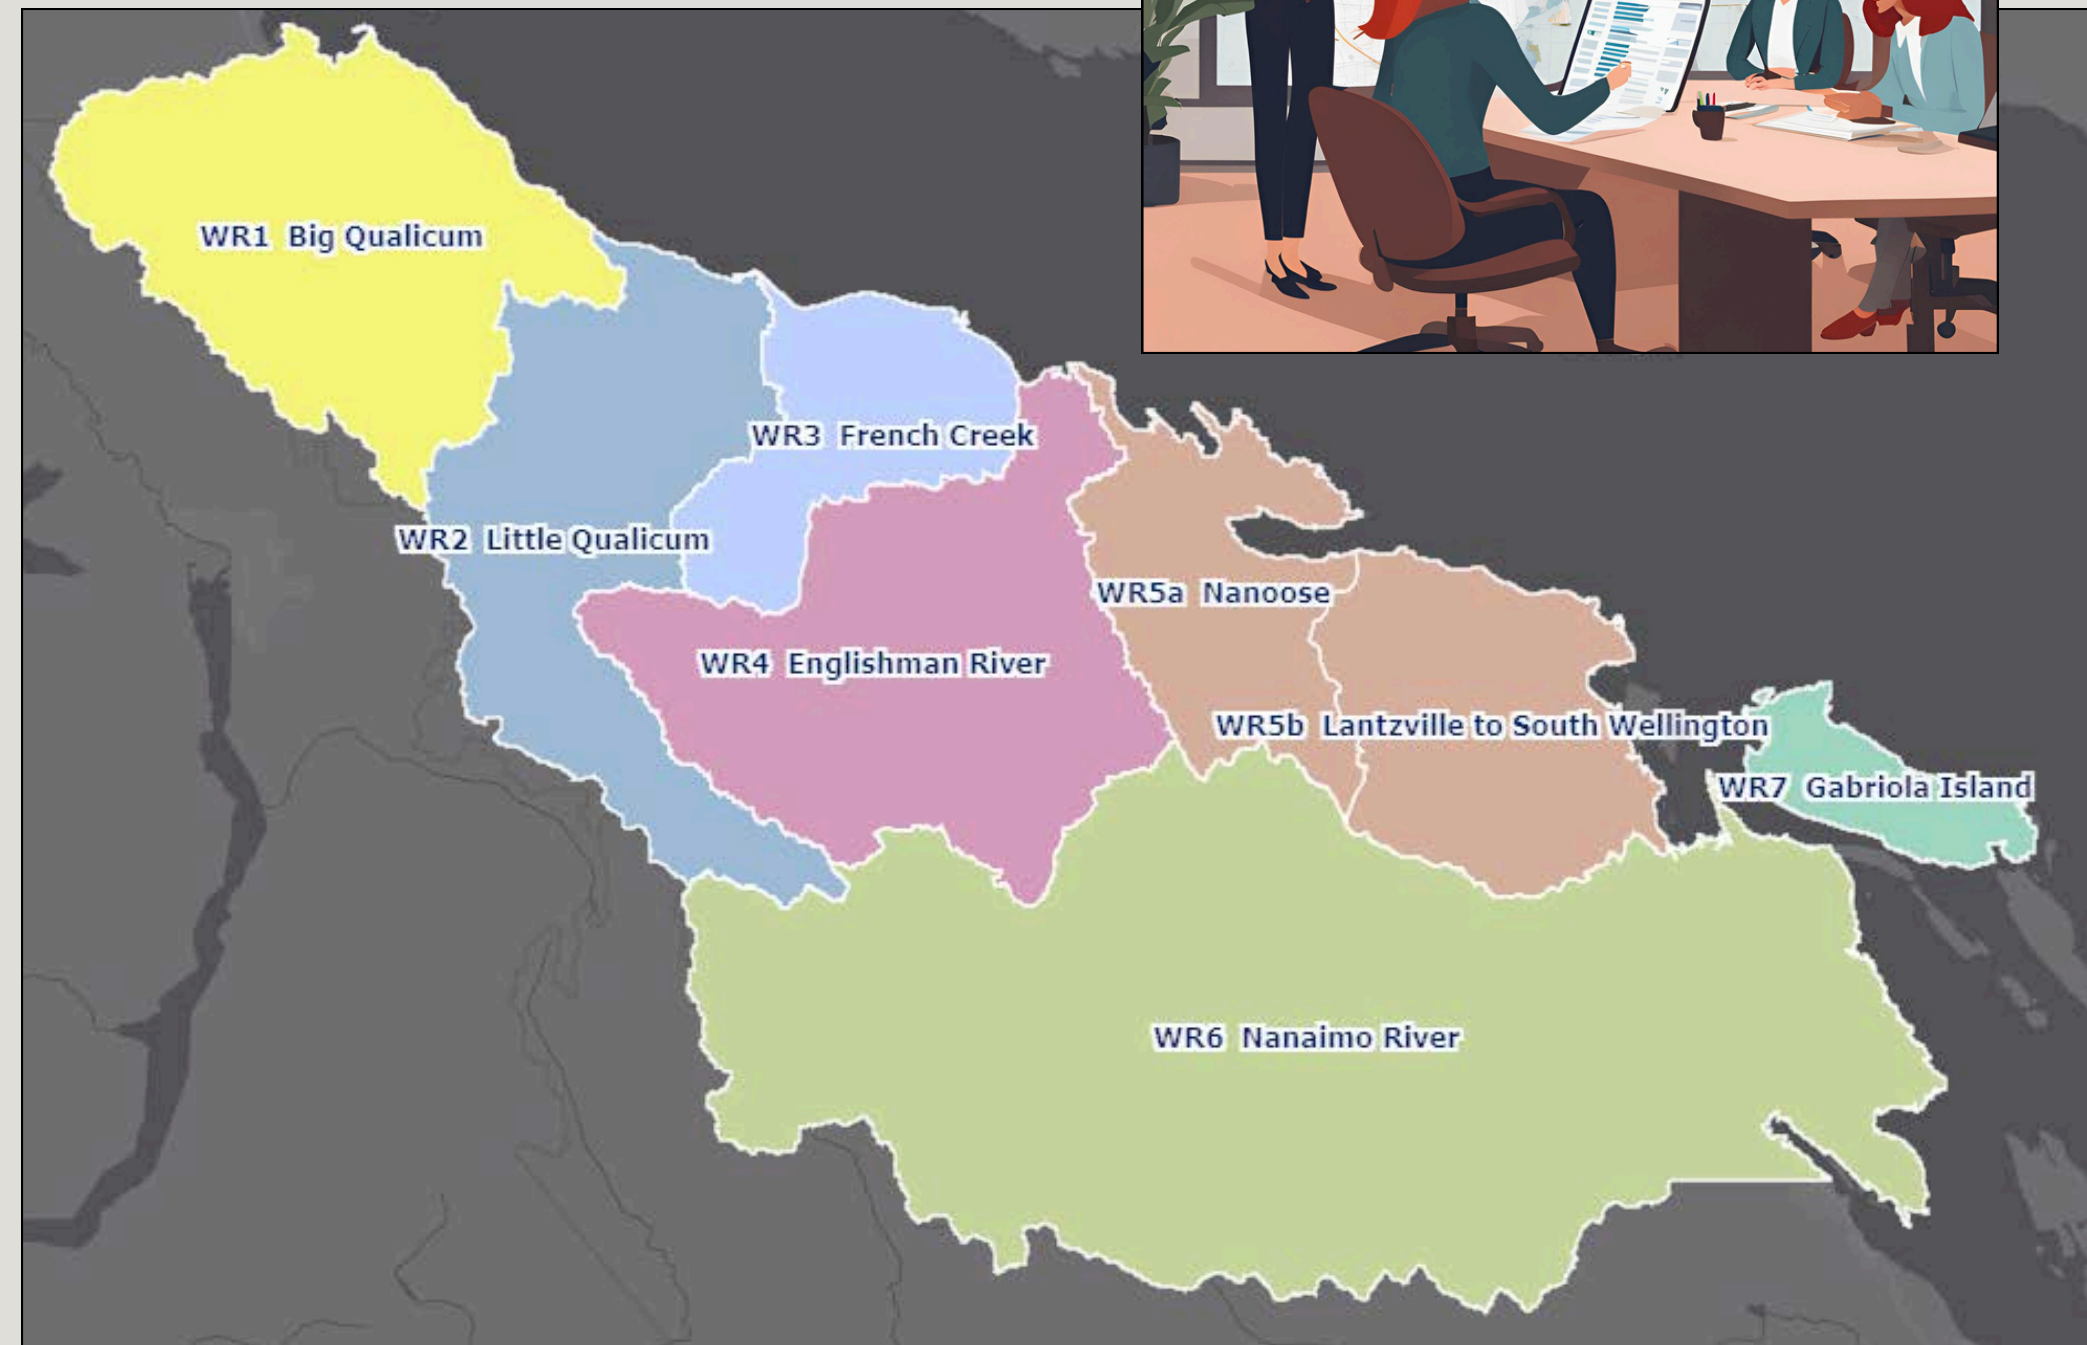 WR1 Big Qualicum
WR3 French Creek
WR2 Little Qualicum
WR5a Nanoose
WR4 Englishman River
WR5b Lantzville to South Wellington
WR7 Gabriola Island
WR6 Nanaimo River